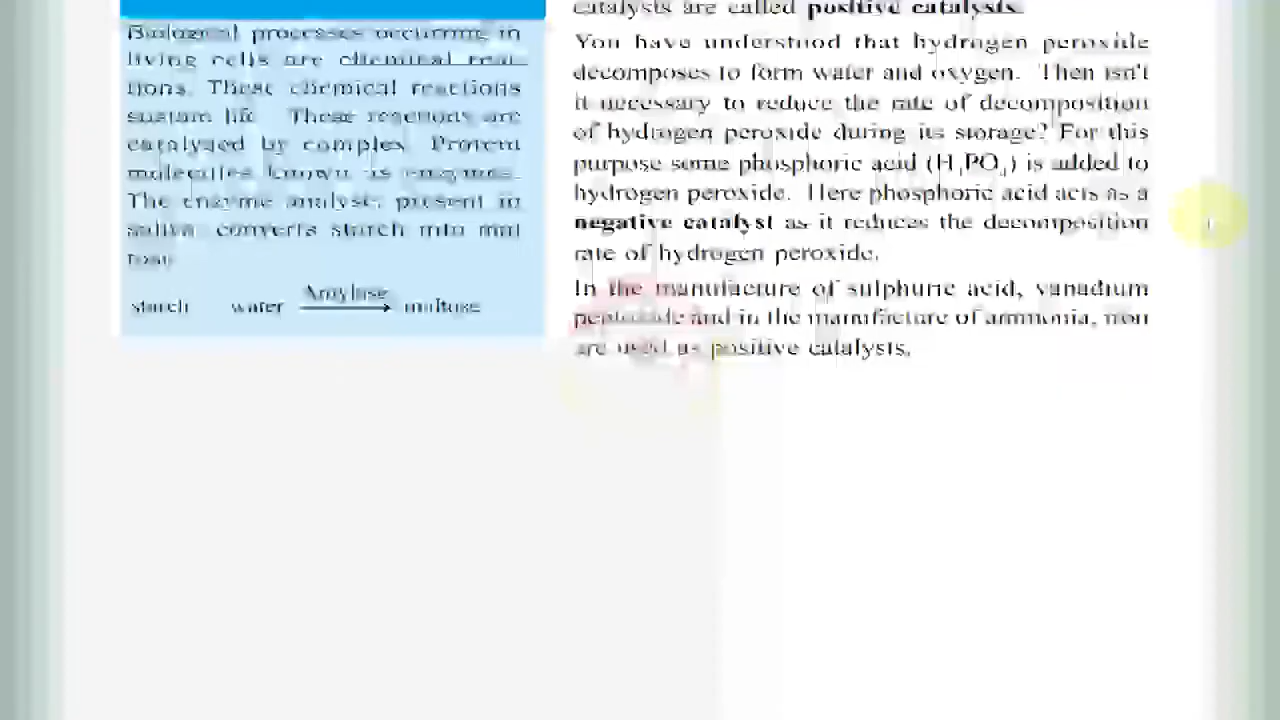 Biological processes occurring in
living cells are chemical reac-
tions. These chemical reactions
sustain life. These reactions are
catalysed by complex Protein
molecules known as enzymes.
The enzyme present in
saliva, converts starch into mal
tose
starch water Amylase maltose
catalysts are called positive catalysts.
You have understood that hydrogen peroxide
decomposes to form water and oxygen. Then isn't
it necessary to reduce the rate of decomposition
of hydrogen peroxide during its storage? For this
purpose some phosphoric acid (H₃PO₄) is added to
hydrogen peroxide. Here phosphoric acid acts as a
negative catalyst as it reduces the decomposition
rate of hydrogen peroxide.
In the manufacture of sulphuric acid, vanadium
pentoxide and in the manufacture of ammonia, iron
are used as positive catalysts.